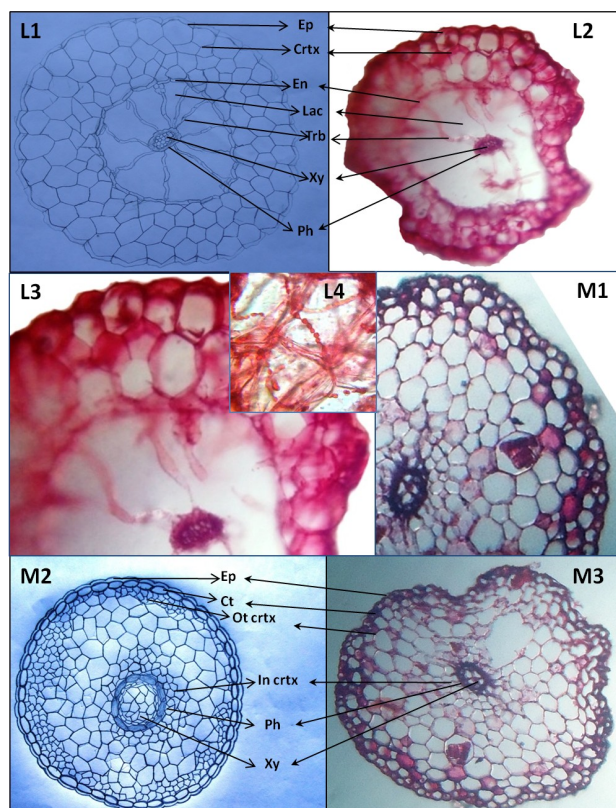 L1
Ep
L2
Crtx
En
Lac
Trb
Xy
Ph
L3
L4
M1
M2
Ep
M3
Ct
Ot crtx
In crtx
Ph
Xy